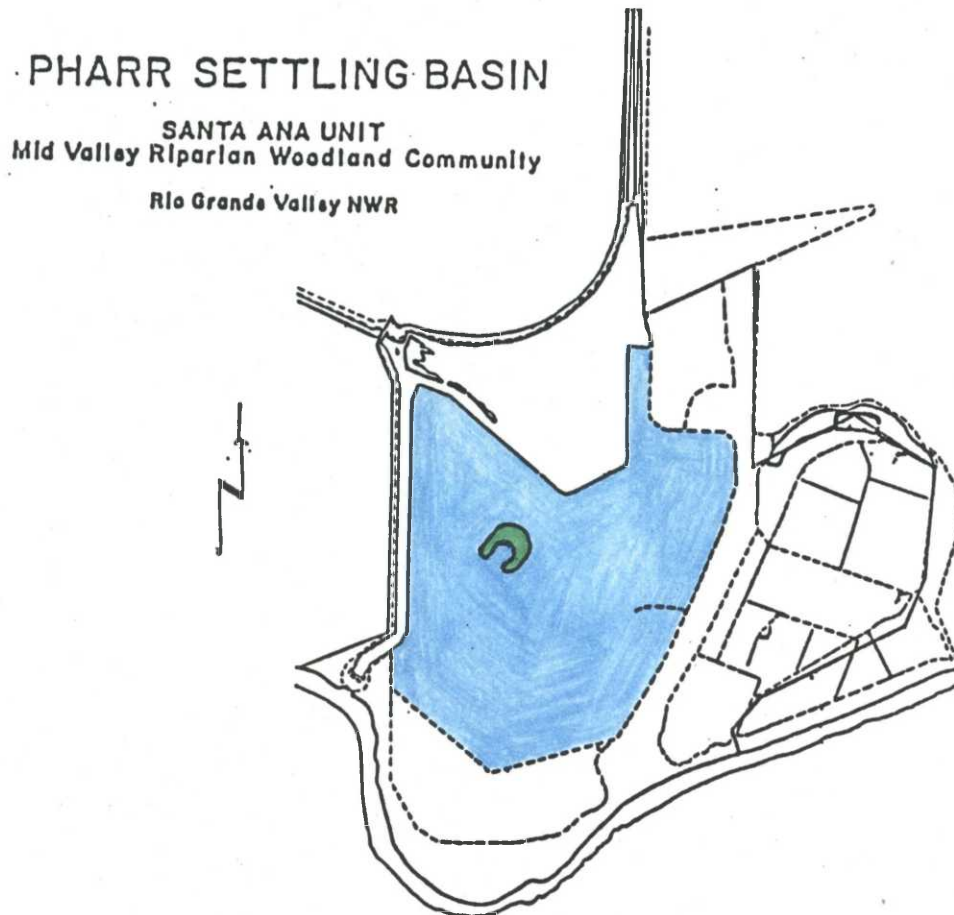 PHARR SETTLING BASIN
SANTA ANA UNIT
Mid Valley Riparian Woodland Community
Rio Grande Valley NWR